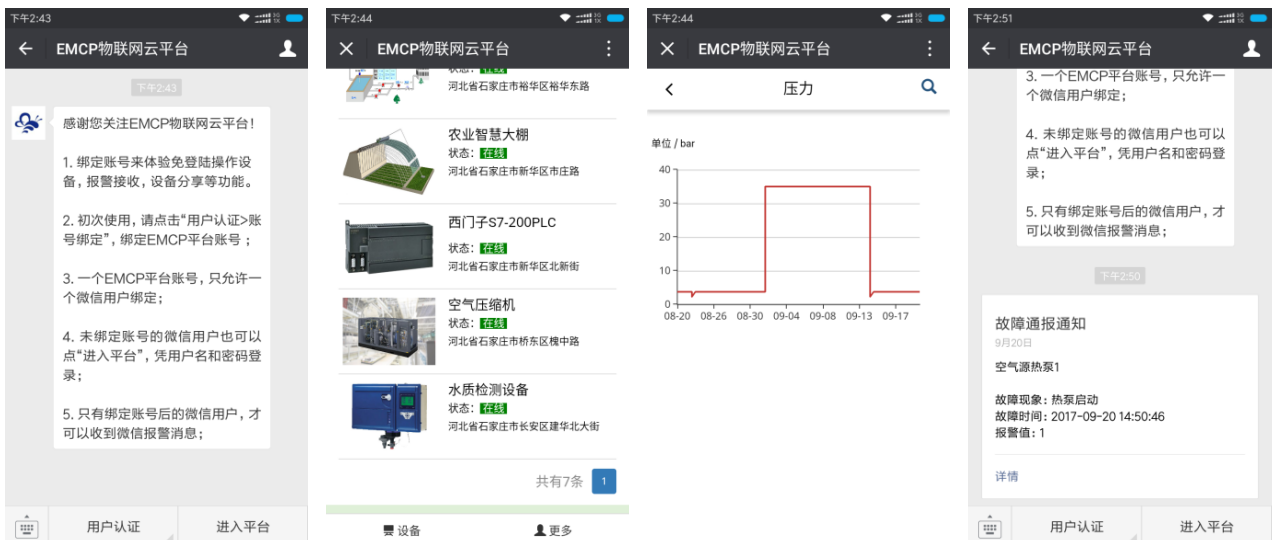 下午2:43
EMCP物联网云平台
下午2:43
感谢您关注EMCP物联网云平台！
1. 绑定账号来体验免登陆操作设
备，报警接收，设备分享等功能。
2. 初次使用，请点击“用户认证>账
号绑定”，绑定EMCP平台账号；
3. 一个EMCP平台账号，只允许一
个微信用户绑定；
4. 未绑定账号的微信用户也可以
点“进入平台”，凭用户名和密码登
录；
5. 只有绑定账号后的微信用户，才
可以收到微信报警消息；
用户认证
进入平台
下午2:44
EMCP物联网云平台
状态：在线
河北省石家庄市裕华区裕华东路
农业智慧大棚
状态：在线
河北省石家庄市新华区市庄路
西门子S7-200PLC
状态：在线
河北省石家庄市新华区北新街
空气压缩机
状态：在线
河北省石家庄市桥东区槐中路
水质检测设备
状态：在线
河北省石家庄市长安区建华北大街
共有7条 1
设备
更多
下午2:44
EMCP物联网云平台
压力
单位 / bar
40
30
20
10
0
08-20 08-26 08-30 09-04 09-08 09-13 09-17
下午2:51
EMCP物联网云平台
3. 一个EMCP平台账号，只允许一
个微信用户绑定；
4. 未绑定账号的微信用户也可以
点“进入平台”，凭用户名和密码登
录；
5. 只有绑定账号后的微信用户，才
可以收到微信报警消息；
下午2:50
故障通报通知
9月20日
空气源热泵1
故障现象：热泵启动
故障时间：2017-09-20 14:50:46
报警值：1
详情
用户认证
进入平台